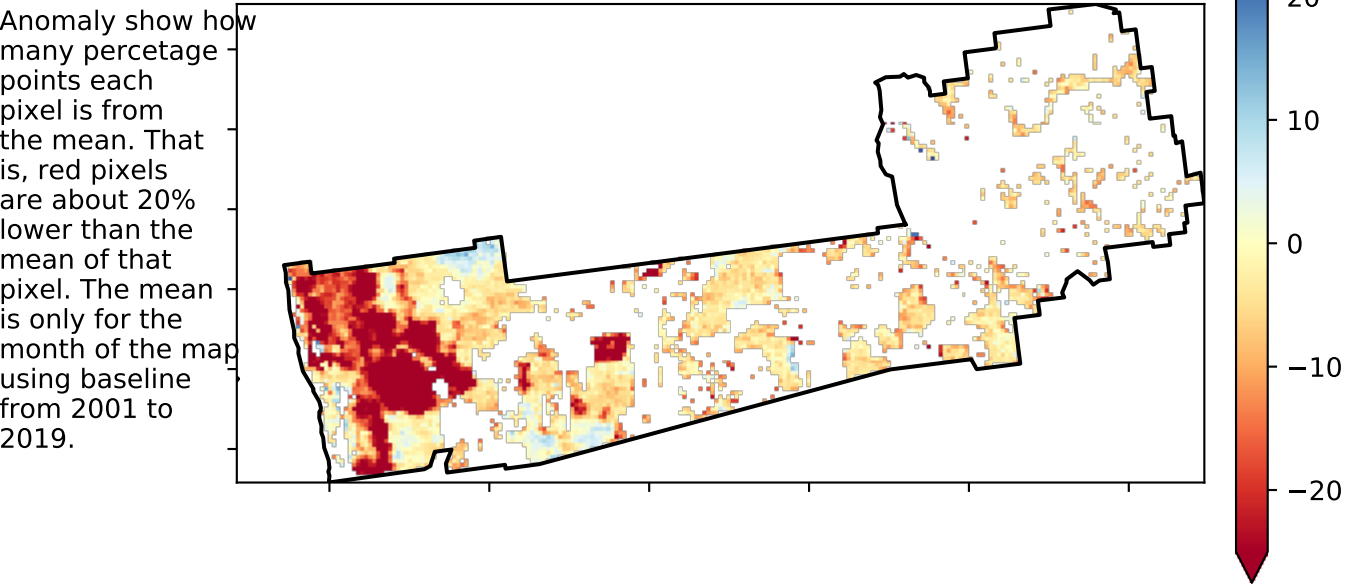 Anomaly show how
many percetage
points each
pixel is from
the mean. That
is, red pixels
are about 20%
lower than the
mean of that
pixel. The mean
is only for the
month of the map
using baseline
from 2001 to
2019.
20
10
0
−10
−20